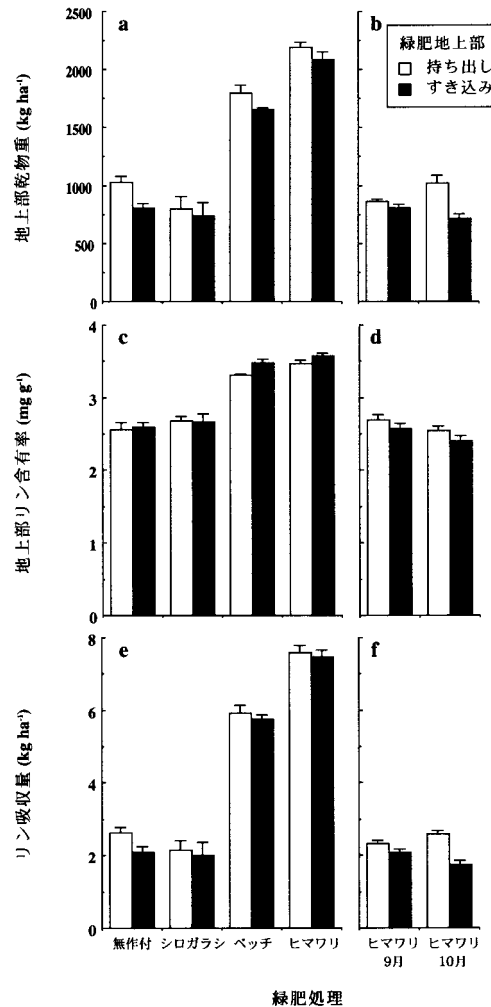 a
地上部乾物重 (kg ha⁻¹)
2500
2000
1750
1250
1000
750
500
250
0
b
緑肥地上部
持ち出し
すき込み
c
地上部リン含有率 (mg g⁻¹)
4
3
2
1
0
d
e
リン吸収量 (kg ha⁻¹)
8
6
4
2
0
f
無作付 シロガラシ ベッチ ヒマワリ
ヒマワリ ヒマワリ
9月 10月
緑肥処理